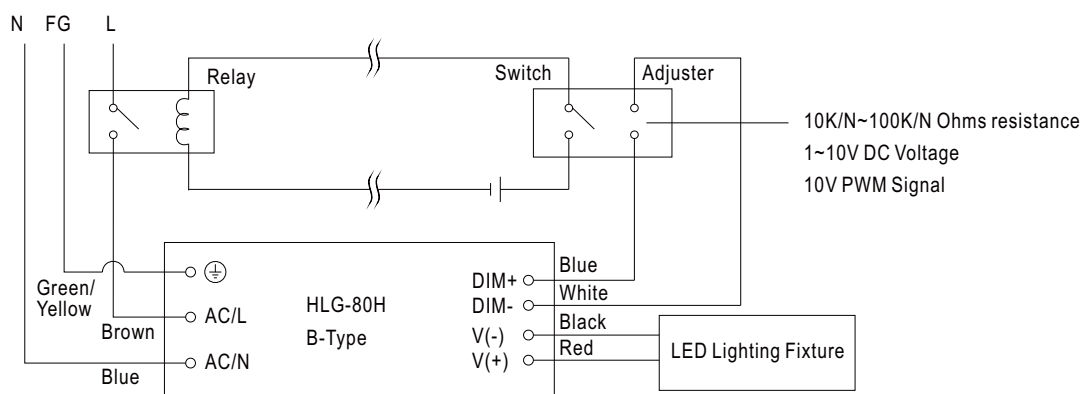 N FG L
Relay
Switch
Adjuster
10K/N~100K/N Ohms resistance
1~10V DC Voltage
10V PWM Signal
Green/
Yellow
Brown
Blue
AC/L
AC/N
HLG-80H
B-Type
DIM+
DIM-
V(-)
V(+)
Blue
White
Black
Red
LED Lighting Fixture